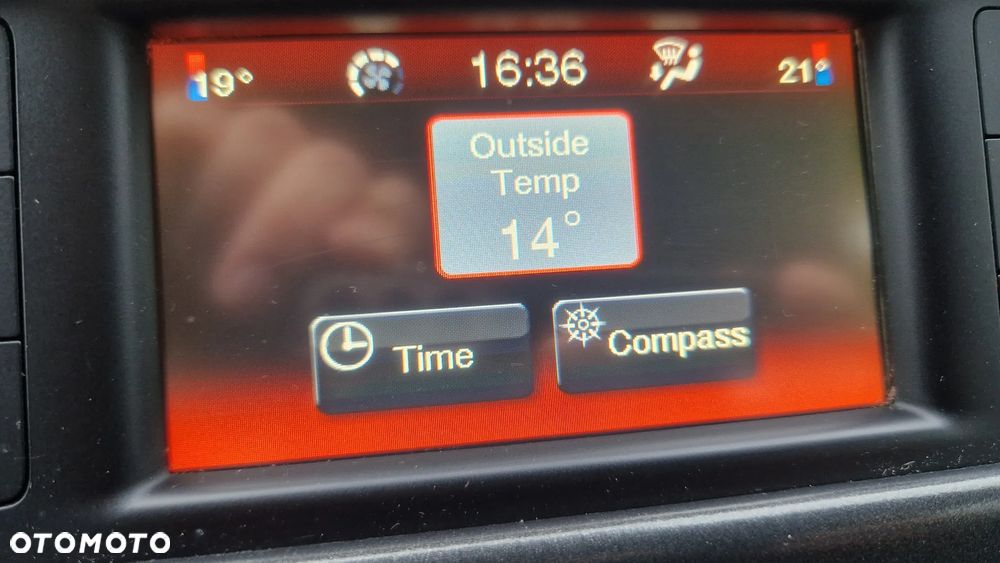 19° 16:36 21°
Outside
Temp
14°
Time Compass
OTOMOTO